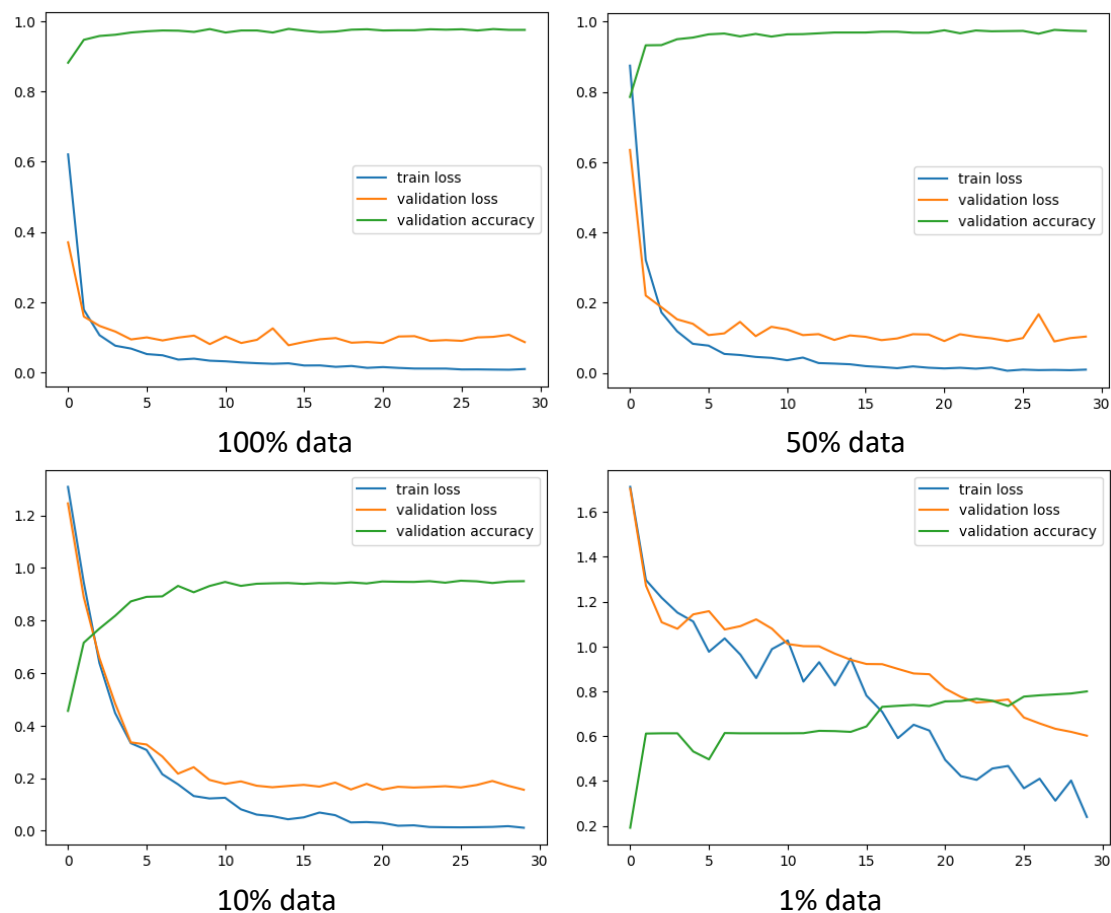 1.0
0.8
0.6
0.4
0.2
0.0
train loss
validation loss
validation accuracy
0 5 10 15 20 25 30
100% data
1.0
0.8
0.6
0.4
0.2
0.0
train loss
validation loss
validation accuracy
0 5 10 15 20 25 30
50% data
1.2
1.0
0.8
0.6
0.4
0.2
0.0
train loss
validation loss
validation accuracy
0 5 10 15 20 25 30
10% data
1.6
1.4
1.2
1.0
0.8
0.6
0.4
0.2
train loss
validation loss
validation accuracy
0 5 10 15 20 25 30
1% data